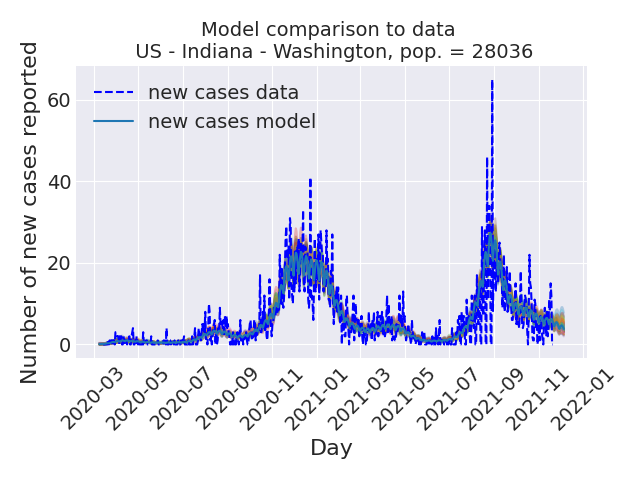 Model comparison to data
US - Indiana - Washington, pop. = 28036
Number of new cases reported
new cases data
new cases model
60
40
20
0
2020-03
2020-05
2020-07
2020-09
2020-11
2021-01
2021-03
2021-05
2021-07
2021-09
2021-11
2022-01
Day